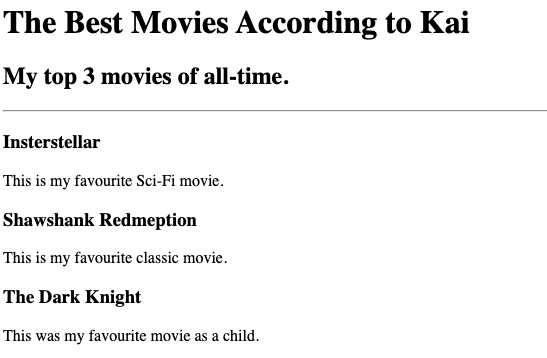 The Best Movies According to Kai
My top 3 movies of all-time.
Insterstellar
This is my favourite Sci-Fi movie.
Shawshank Redmeption
This is my favourite classic movie.
The Dark Knight
This was my favourite movie as a child.